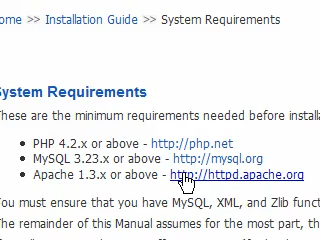 ome >> Installation Guide >> System Requirements
System Requirements
These are the minimum requirements needed before installa
• PHP 4.2.x or above - http://php.net
• MySQL 3.23.x or above - http://mysql.org
• Apache 1.3.x or above - http://httpd.apache.org
You must ensure that you have MySQL, XML, and Zlib funct
The remainder of this Manual assumes for the most part, th